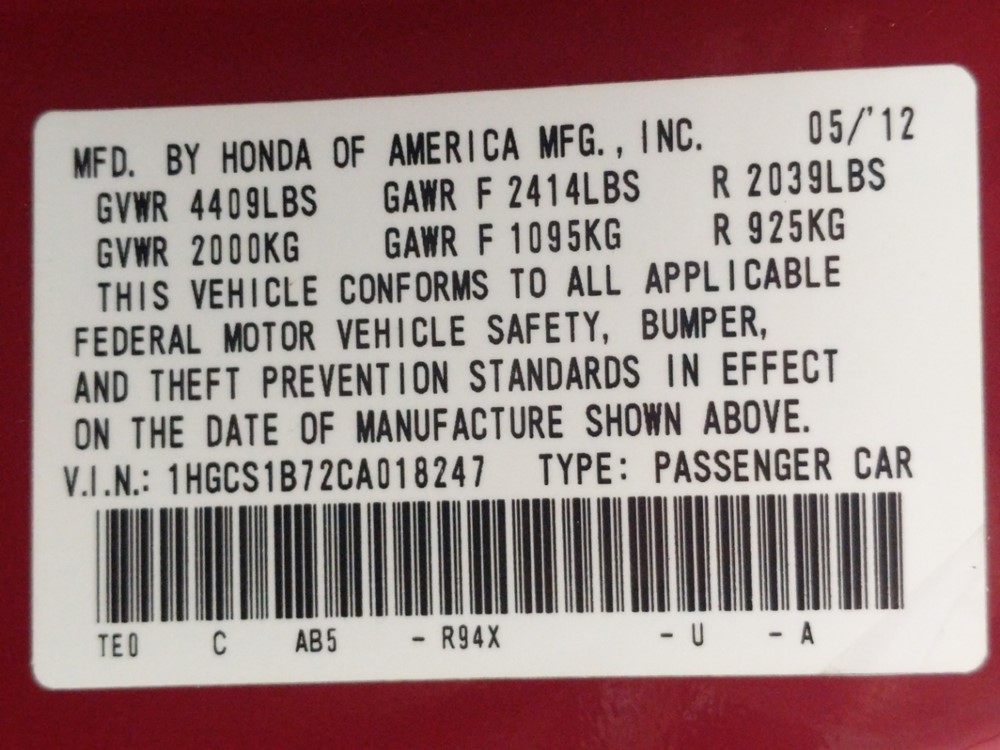 MFD. BY HONDA OF AMERICA MFG., INC. 05/'12
GVWR 4409LBS GAWR F 2414LBS R 2039LBS
GVWR 2000KG GAWR F 1095KG R 925KG
THIS VEHICLE CONFORMS TO ALL APPLICABLE
FEDERAL MOTOR VEHICLE SAFETY, BUMPER,
AND THEFT PREVENTION STANDARDS IN EFFECT
ON THE DATE OF MANUFACTURE SHOWN ABOVE.
V.I.N.: 1HGCS1B72CA018247 TYPE: PASSENGER CAR
TE0 C AB5 - R94X - U - A